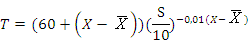 T = (60 + (X − X̅ ))(S/10)^−0,01(X− X̅)